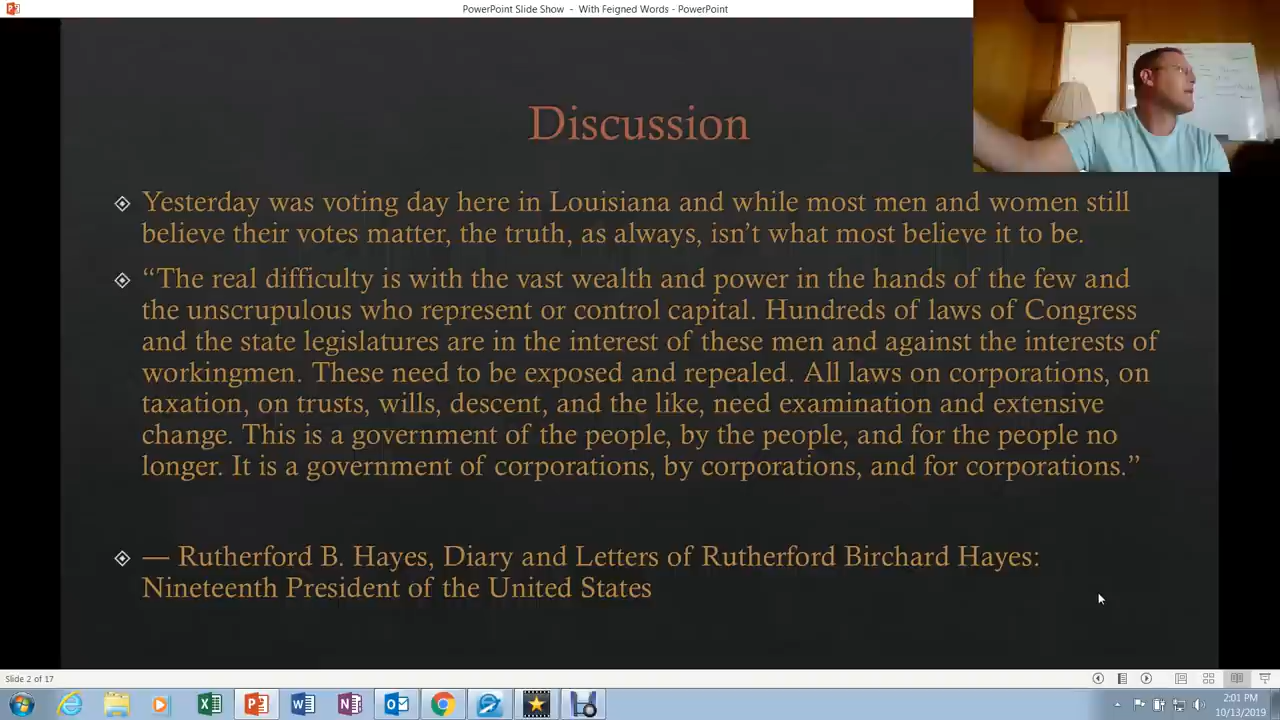 PowerPoint Slide Show - With Feigned Words - PowerPoint
Discussion
Yesterday was voting day here in Louisiana and while most men and women still
believe their votes matter, the truth, as always, isn’t what most believe it to be.
“The real difficulty is with the vast wealth and power in the hands of the few and
the unscrupulous who represent or control capital. Hundreds of laws of Congress
and the state legislatures are in the interest of these men and against the interests of
workingmen. These need to be exposed and repealed. All laws on corporations, on
taxation, on trusts, wills, descent, and the like, need examination and extensive
change. This is a government of the people, by the people, and for the people no
longer. It is a government of corporations, by corporations, and for corporations.”
— Rutherford B. Hayes, Diary and Letters of Rutherford Birchard Hayes:
Nineteenth President of the United States
Slide 2 of 17
2:01 PM
10/13/2019